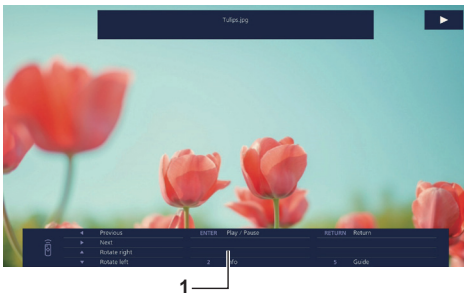 Tulips.jpg
Previous ENTER Play / Pause RETURN Return
Next
Rotate right
Rotate left 2 Info 5 Guide
1